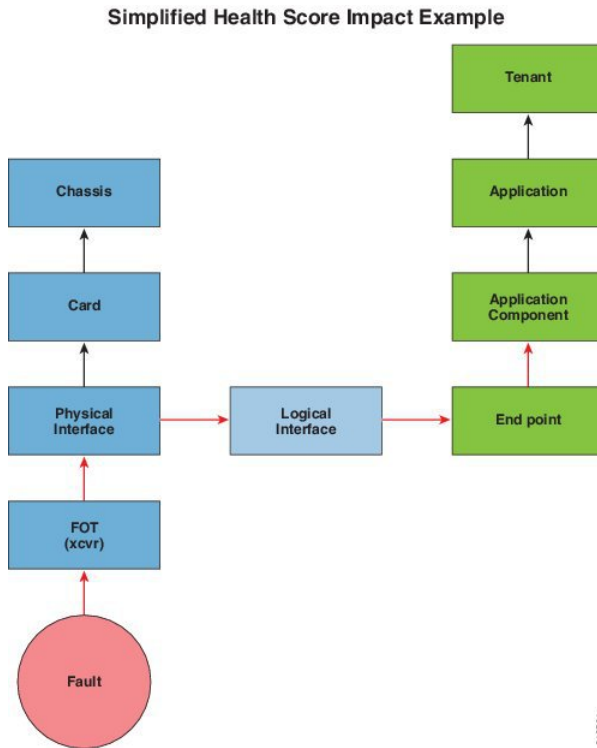 Simplified Health Score Impact Example
Tenant
Chassis
Application
Card
Application
Component
Physical
Interface
Logical
Interface
End point
FOT
(xcvr)
Fault